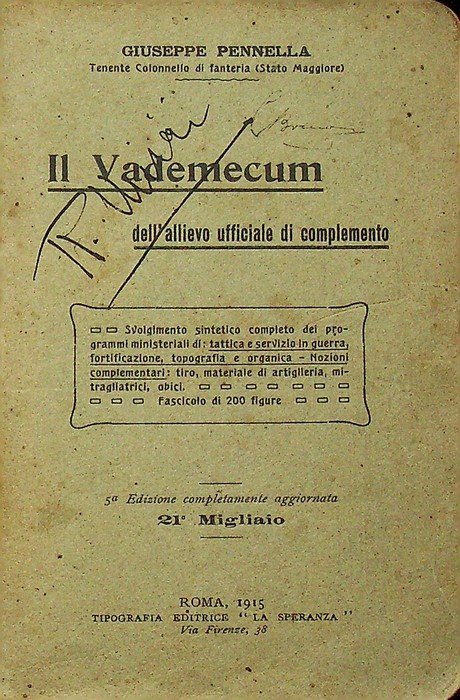 GIUSEPPE PENNELLA
Tenente Colonnello di fanteria (Stato Maggiore)
Il Vademecum
dell'allievo ufficiale di complemento
Svolgimento sintetico completo dei pro-
grammi ministeriali di: tattica e servizio in guerra,
fortificazione, topografia e organica - Nozioni
complementari: tiro, materiale di artiglieria, mi-
tragliatrici, obici.
Fascicolo di 200 figure
5ª Edizione completamente aggiornata
21º Migliaio
ROMA, 1915
TIPOGRAFIA EDITRICE "LA SPERANZA"
Via Firenze, 38